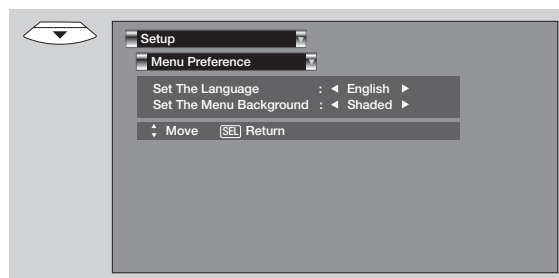 Setup
Menu Preference
Set The Language : ◀ English ▶
Set The Menu Background : ◀ Shaded ▶
Move SEL Return